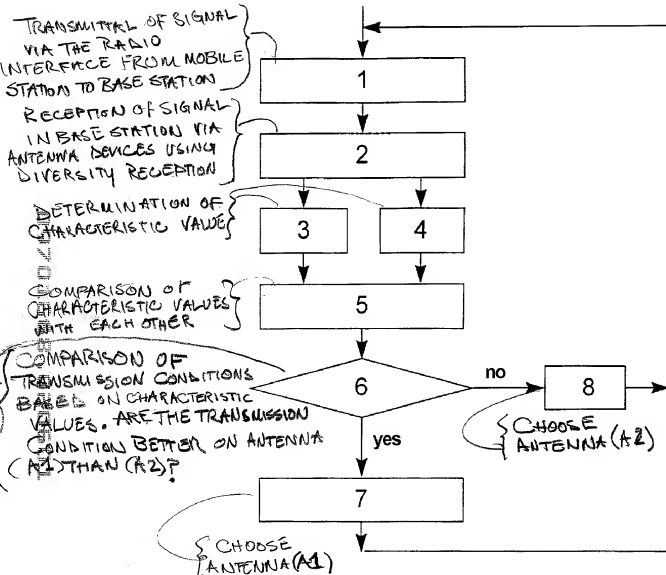 TRANSMITTAL OF SIGNAL
VIA THE RADIO
INTERFACE FROM MOBILE
STATION TO BASE STATION
1
RECEPTION OF SIGNAL
IN BASE STATION VIA
ANTENNA DEVICES USING
DIVERSITY RECEPTION
2
DETERMINATION OF
CHARACTERISTIC VALUE
3
4
COMPARISON OF
CHARACTERISTIC VALUES
WITH EACH OTHER
5
COMPARISON OF
TRANSMISSION CONDITIONS
BASED ON CHARACTERISTIC
VALUES. ARE THE TRANSMISSION
CONDITION BETTER ON ANTENNA
(A1) THAN (A2)?
6
no
8
CHOOSE
ANTENNA (A2)
yes
7
CHOOSE
ANTENNA (A1)